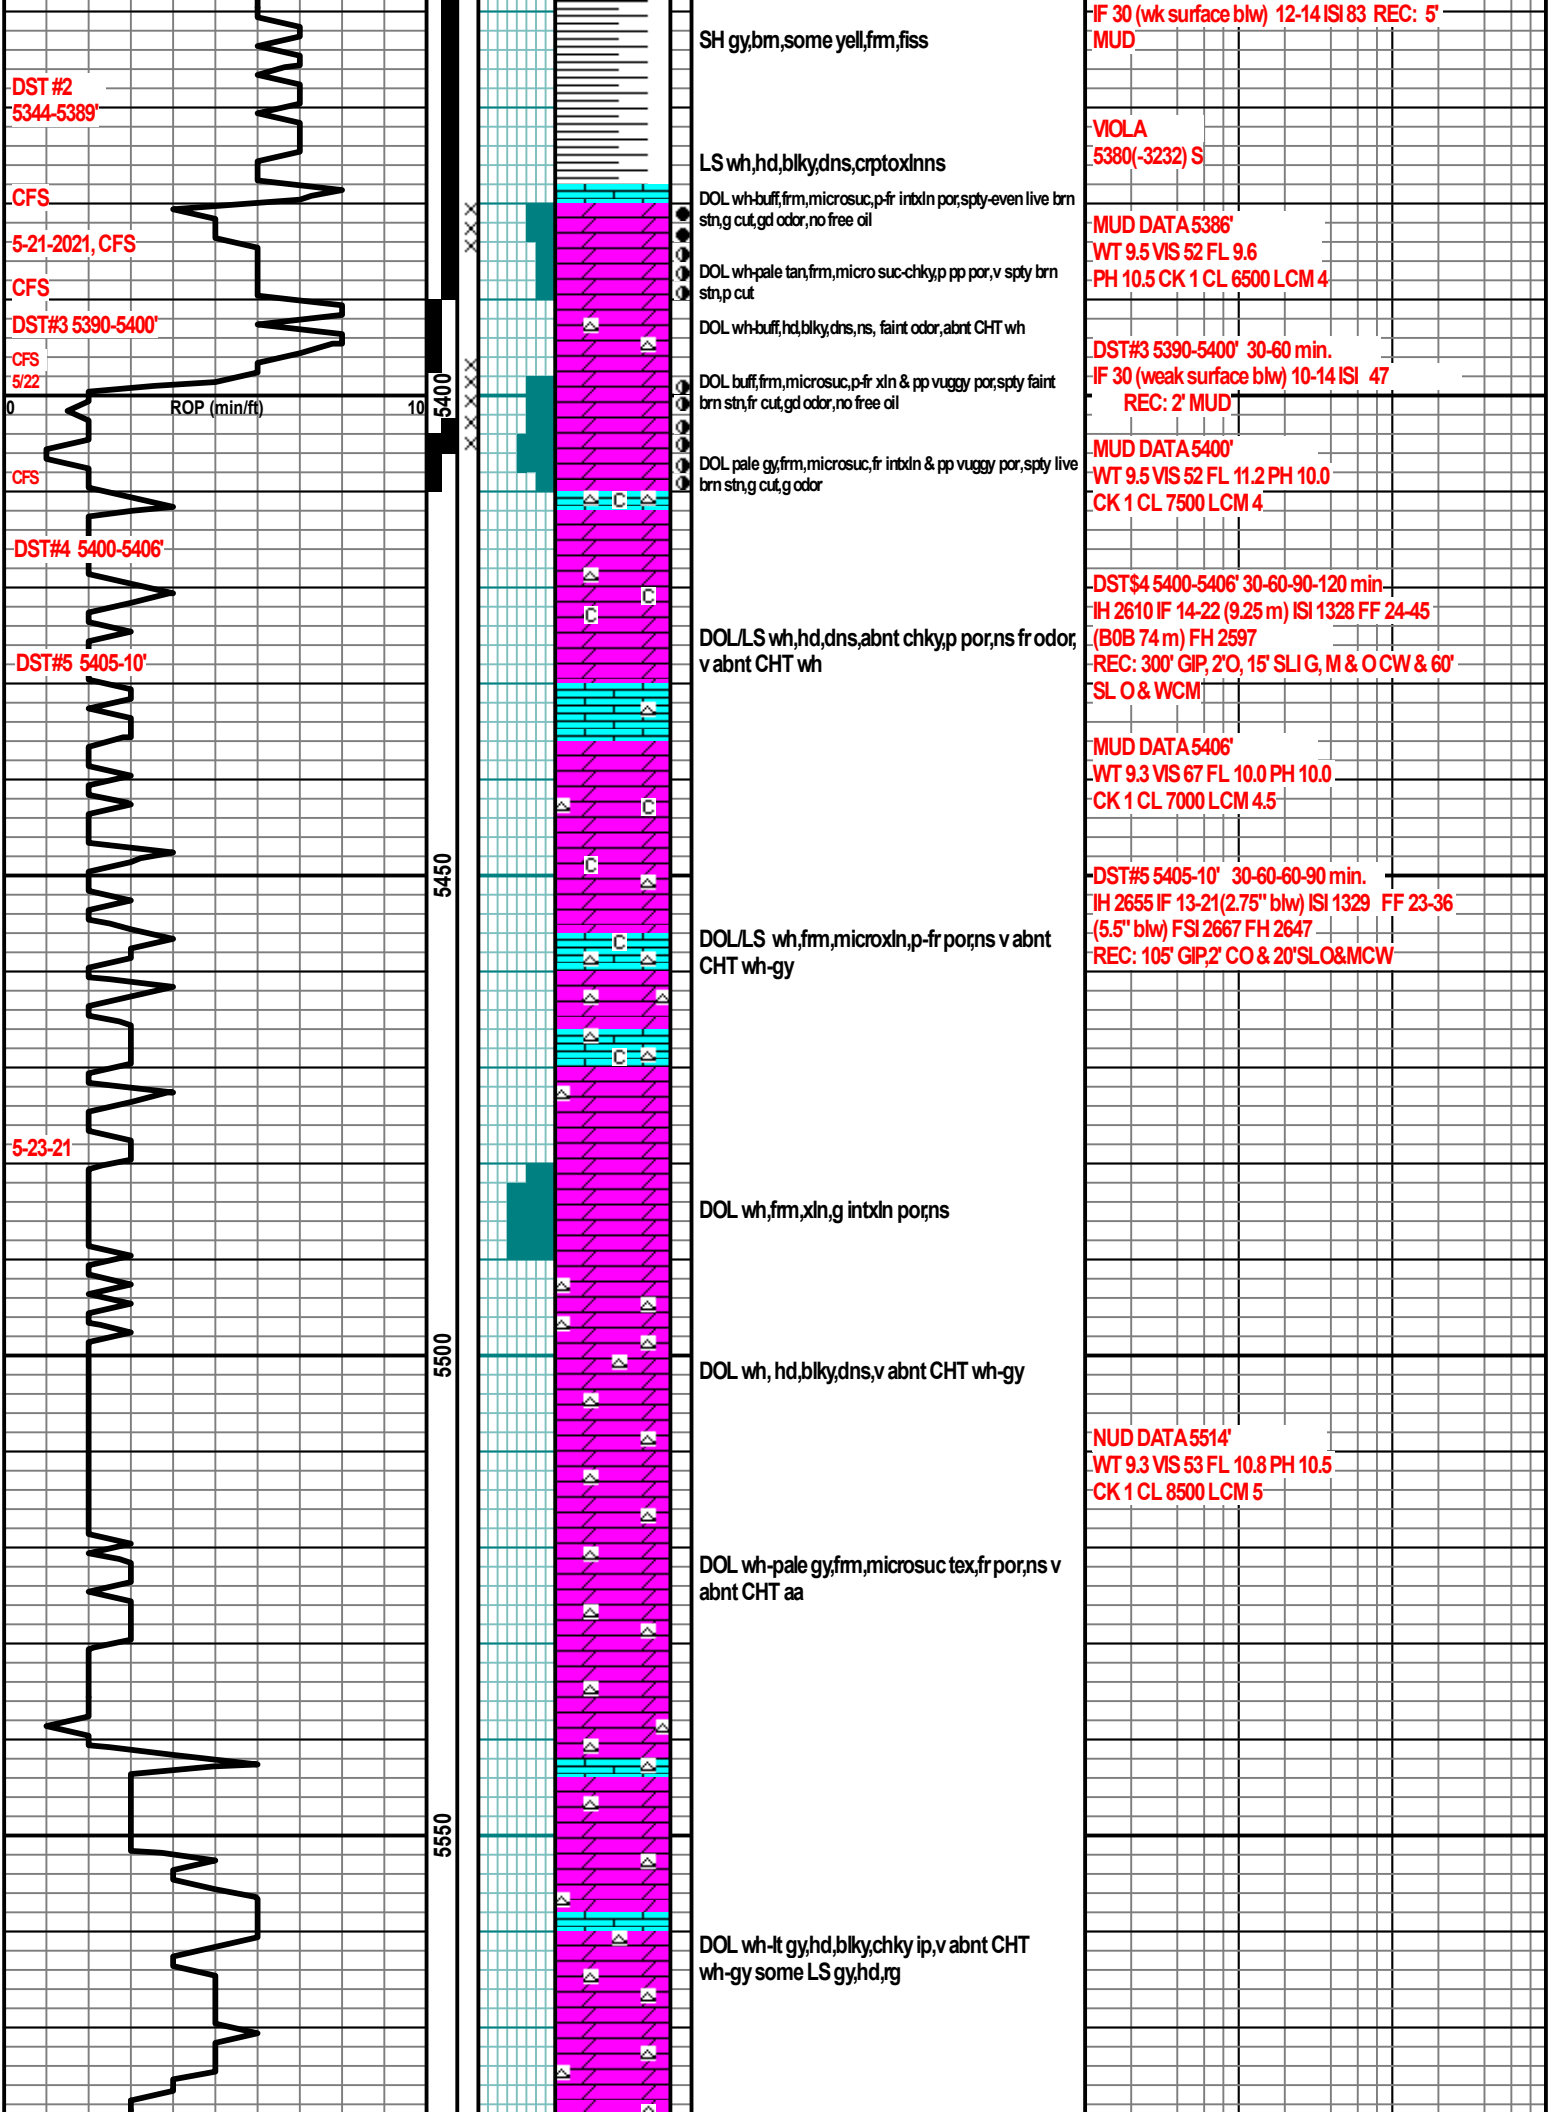 DST #2
5344-5389'
CFS
5-21-2021, CFS
CFS
DST#3 5390-5400'
CFS
5/22
0 ROP (min/ft) 10
CFS
DST#4 5400-5406'
DST#5 5405-10'
5-23-21
5400
5450
5500
5550
C
C
C
C
C
C
C
SH gy,brn,some yell,frm,fiss
LS wh,hd,blky,dns,crptoxlnns
DOL wh-buff,frm,microsuc,p-fr intxln por,spty-even live brn
stn,g cut,gd odor,no free oil
DOL wh-pale tan,frm,micro suc-chky,p pp por,v spty brn
stn,p cut
DOL wh-buff,hd,blky,dns,ns, faint odor,abnt CHT wh
DOL buff,frm,microsuc,p-fr xln & pp vuggy por,spty faint
brn stn,fr cut,gd odor,no free oil
DOL pale gy,frm,microsuc,fr intxln & pp vuggy por,spty live
brn stn,g cut,g odor
DOL/LS wh,hd,dns,abnt chky,p por,ns fr odor,
v abnt CHT wh
DOL/LS wh,frm,microxln,p-fr por,ns v abnt
CHT wh-gy
DOL wh,frm,xln,g intxln por,ns
DOL wh, hd,blky,dns,v abnt CHT wh-gy
DOL wh-pale gy,frm,microsuc tex,fr por,ns v
abnt CHT aa
DOL wh-lt gy,hd,blky,chky ip,v abnt CHT
wh-gy some LS gy,hd,rg
IF 30 (wk surface blw) 12-14 ISI 83 REC: 5'
MUD
VIOLA
5380(-3232) S
MUD DATA 5386'
WT 9.5 VIS 52 FL 9.6
PH 10.5 CK 1 CL 6500 LCM 4
DST#3 5390-5400' 30-60 min.
IF 30 (weak surface blw) 10-14 ISI 47
REC: 2' MUD
MUD DATA 5400'
WT 9.5 VIS 52 FL 11.2 PH 10.0
CK 1 CL 7500 LCM 4
DST$4 5400-5406' 30-60-90-120 min
IH 2610 IF 14-22 (9.25 m) ISI 1328 FF 24-45
(B0B 74 m) FH 2597
REC: 300' GIP, 2'O, 15' SLI G, M & O CW & 60'
SL O & WCM
MUD DATA 5406'
WT 9.3 VIS 67 FL 10.0 PH 10.0
CK 1 CL 7000 LCM 4.5
DST#5 5405-10' 30-60-60-90 min.
IH 2655 IF 13-21(2.75" blw) ISI 1329 FF 23-36
(5.5" blw) FSI 2667 FH 2647
REC: 105' GIP,2' CO & 20'SLO&MCW
NUD DATA 5514'
WT 9.3 VIS 53 FL 10.8 PH 10.5
CK 1 CL 8500 LCM 5